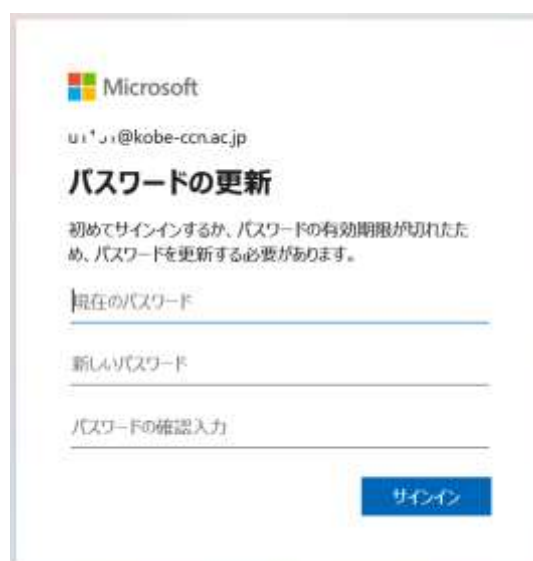 Microsoft
@kobe-ccn.ac.jp
パスワードの更新
初めてサインインするか、パスワードの有効期限が切れたた
め、パスワードを更新する必要があります。
現在のパスワード
新しいパスワード
パスワードの確認入力
サインイン